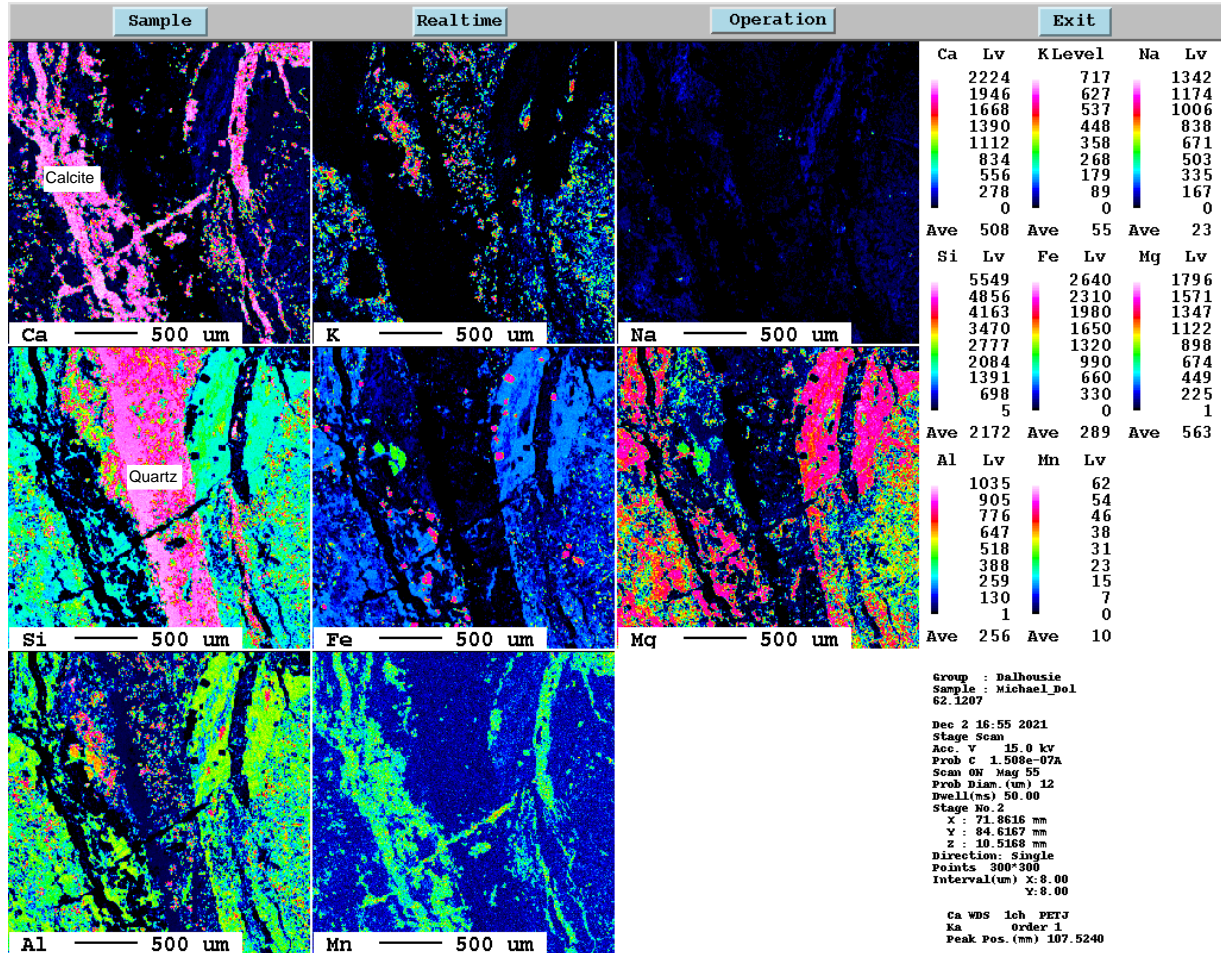 Sample Realtime Operation Exit
Calcite
Ca 500 um
K 500 um
Na 500 um
Ca Lv K Level Na Lv
2224 717 1342
1946 627 1174
1668 537 1006
1390 448 838
1112 358 671
834 268 503
556 179 335
278 89 167
0 0 0
Ave 508 Ave 55 Ave 23
Quartz
Si 500 um
Fe 500 um
Mg 500 um
Si Lv Fe Lv Mg Lv
5549 2640 1796
4856 2310 1571
4163 1980 1347
3470 1650 1122
2777 1320 898
2084 990 674
1391 660 449
698 330 225
5 0 1
Ave 2172 Ave 289 Ave 563
Al Lv Mn Lv
1035 62
905 54
776 46
647 38
518 31
388 23
259 15
130 7
1 0
Ave 256 Ave 10
Al 500 um
Mn 500 um
Group : Dalhousie
Sample : Michael_Dol
62.1207
Dec 2 16:55 2021
Stage Scan
Acc. V 15.0 kV
Prob C 1.508e-07A
Scan ON Mag 55
Prob Diam.(um) 12
Dwell(ms) 50.00
Stage No.2
X : 71.8616 mm
Y : 84.6167 mm
Z : 10.5168 mm
Direction: Single
Points 300*300
Interval(um) X:8.00
Y:8.00
Ca WDS 1ch PETJ
Ka Order 1
Peak Pos.(mm) 107.5240